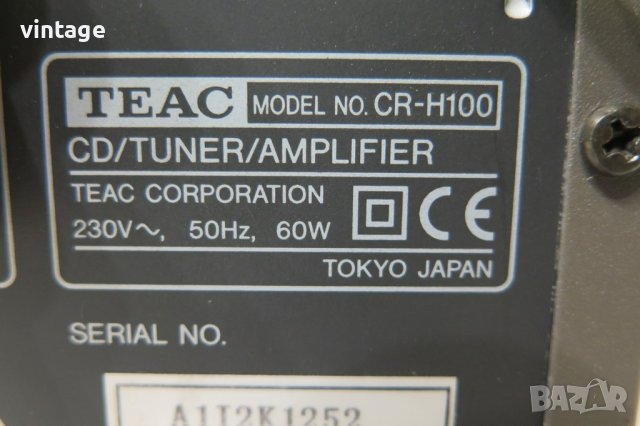 vintage
TEAC MODEL NO. CR-H100
CD/TUNER/AMPLIFIER
TEAC CORPORATION
230V~, 50Hz, 60W
CE
TOKYO JAPAN
SERIAL NO.
A1I2K1252
BAZAR